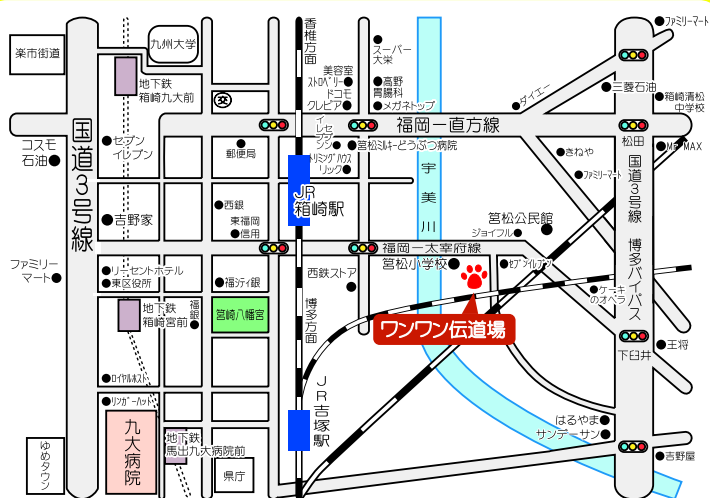 楽市街道
九州大学
地下鉄
箱崎九大前
コスモ
石油
国道3号線
セブン
イレブン
郵便局
吉野家
西銀
東福岡
信用
ファミリー
マート
リーセントホテル
東区役所
福岡シティ銀
地下鉄
箱崎宮前
福銀
筥崎八幡宮
ロイヤルホスト
リンガーハット
九大病院
地下鉄
馬出九大病院前
県庁
ゆめタウン
香椎方面
美容室
ストロベリー
ドコモ
クレピア
スーパー
大栄
高野
胃腸科
メガネトップ
セブン
イレブン
トリミングハウス
リック
筥松ミルキーどうぶつ病院
福岡ー直方線
JR
箱崎駅
宇美川
福岡ー太宰府線
筥松小学校
西鉄ストア
博多方面
JR吉塚駅
ワンワン伝道場
ダイエー
ファミリーマート
三菱石油
箱崎清松
中学校
松田
Mr MAX
きねや
ファミリーマート
国道3号線 博多バイパス
筥松公民館
ジョイフル
セブンイレブン
ケーキ
のオペラ
下臼井
王将
はるやま
サンデーサン
吉野屋